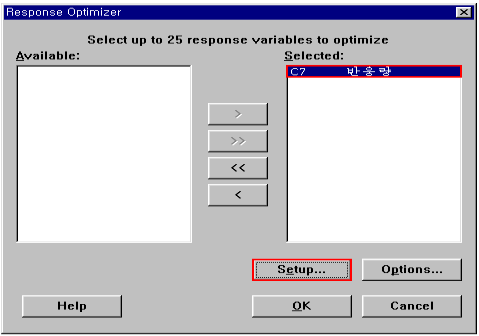 Response Optimizer
Select up to 25 response variables to optimize
Available:
Selected:
C7 반응량
>
>>
<<
<
Setup...
Options...
Help
OK
Cancel